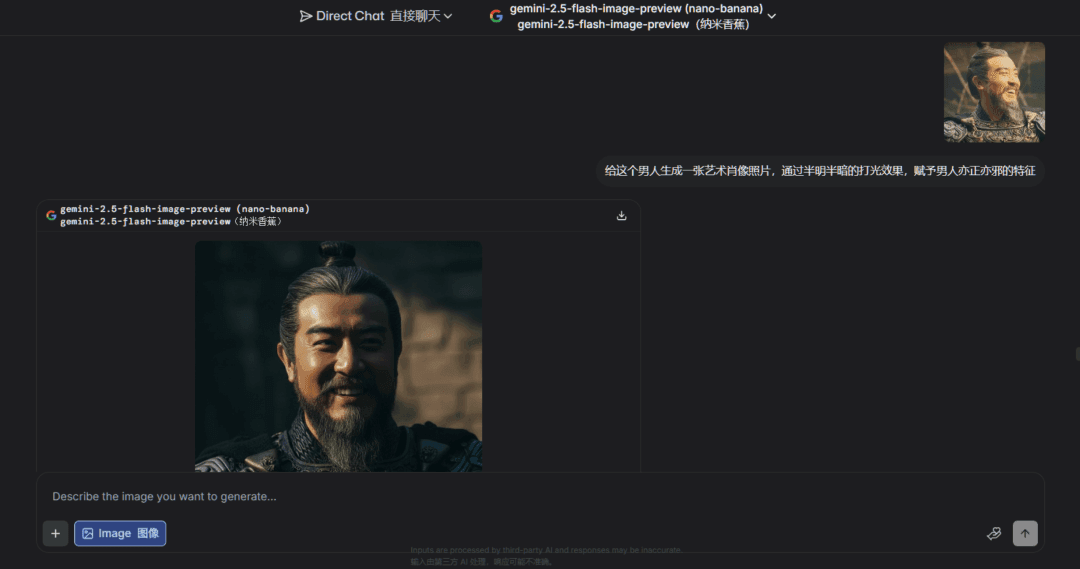 Direct Chat 直接聊天
gemini-2.5-flash-image-preview (nano-banana)
gemini-2.5-flash-image-preview（纳米香蕉）
给这个男人生成一张艺术肖像照片，通过半明半暗的打光效果，赋予男人亦正亦邪的特征
gemini-2.5-flash-image-preview (nano-banana)
gemini-2.5-flash-image-preview（纳米香蕉）
Describe the image you want to generate...
Image 图像
Inputs are processed by third-party AI and responses may be inaccurate.
输入由第三方 AI 处理，响应可能不准确。